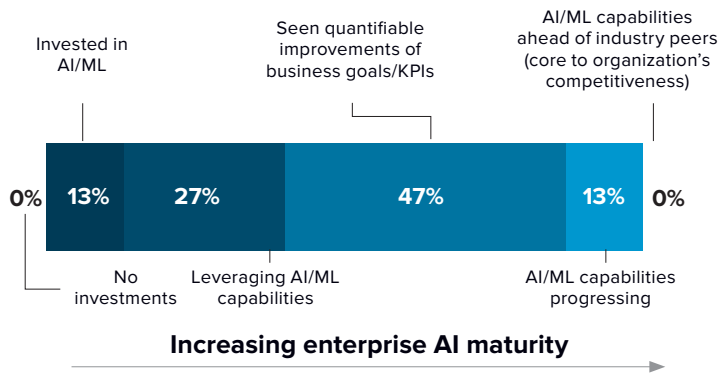 Invested in
AI/ML
Seen quantifiable
improvements of
business goals/KPIs
AI/ML capabilities
ahead of industry peers
(core to organization's
competitiveness)
0%
13%
27%
47%
13%
0%
No
investments
Leveraging AI/ML
capabilities
AI/ML capabilities
progressing
Increasing enterprise AI maturity